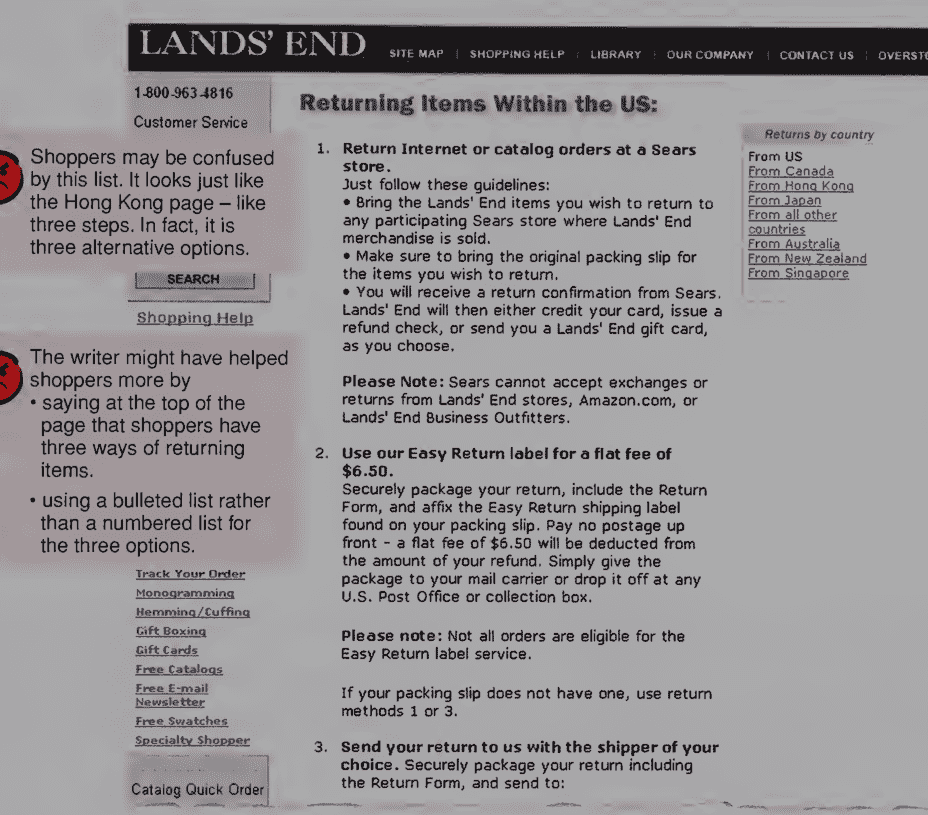 LANDS' END
SITE MAP | SHOPPING HELP | LIBRARY | OUR COMPANY | CONTACT US | OVERSTO
1-800-963-4816
Customer Service
Shoppers may be confused
by this list. It looks just like
the Hong Kong page – like
three steps. In fact, it is
three alternative options.
SEARCH
Shopping Help
The writer might have helped
shoppers more by
• saying at the top of the
page that shoppers have
three ways of returning
items.
• using a bulleted list rather
than a numbered list for
the three options.
Track Your Order
Monogramming
Hemming/Cuffing
Gift Boxing
Gift Cards
Free Catalogs
Free E-mail
Newsletter
Free Swatches
Specialty Shopper
Catalog Quick Order
Returning Items Within the US:
1. Return Internet or catalog orders at a Sears
store.
Just follow these guidelines:
• Bring the Lands' End items you wish to return to
any participating Sears store where Lands' End
merchandise is sold.
• Make sure to bring the original packing slip for
the items you wish to return.
• You will receive a return confirmation from Sears.
Lands' End will then either credit your card, issue a
refund check, or send you a Lands' End gift card,
as you choose.
Please Note: Sears cannot accept exchanges or
returns from Lands' End stores, Amazon.com, or
Lands' End Business Outfitters.
2. Use our Easy Return label for a flat fee of
$6.50.
Securely package your return, include the Return
Form, and affix the Easy Return shipping label
found on your packing slip. Pay no postage up
front - a flat fee of $6.50 will be deducted from
the amount of your refund. Simply give the
package to your mail carrier or drop it off at any
U.S. Post Office or collection box.
Please note: Not all orders are eligible for the
Easy Return label service.
If your packing slip does not have one, use return
methods 1 or 3.
3. Send your return to us with the shipper of your
choice. Securely package your return including
the Return Form, and send to:
Returns by country
From US
From Canada
From Hong Kong
From Japan
From all other
countries
From Australia
From New Zealand
From Singapore